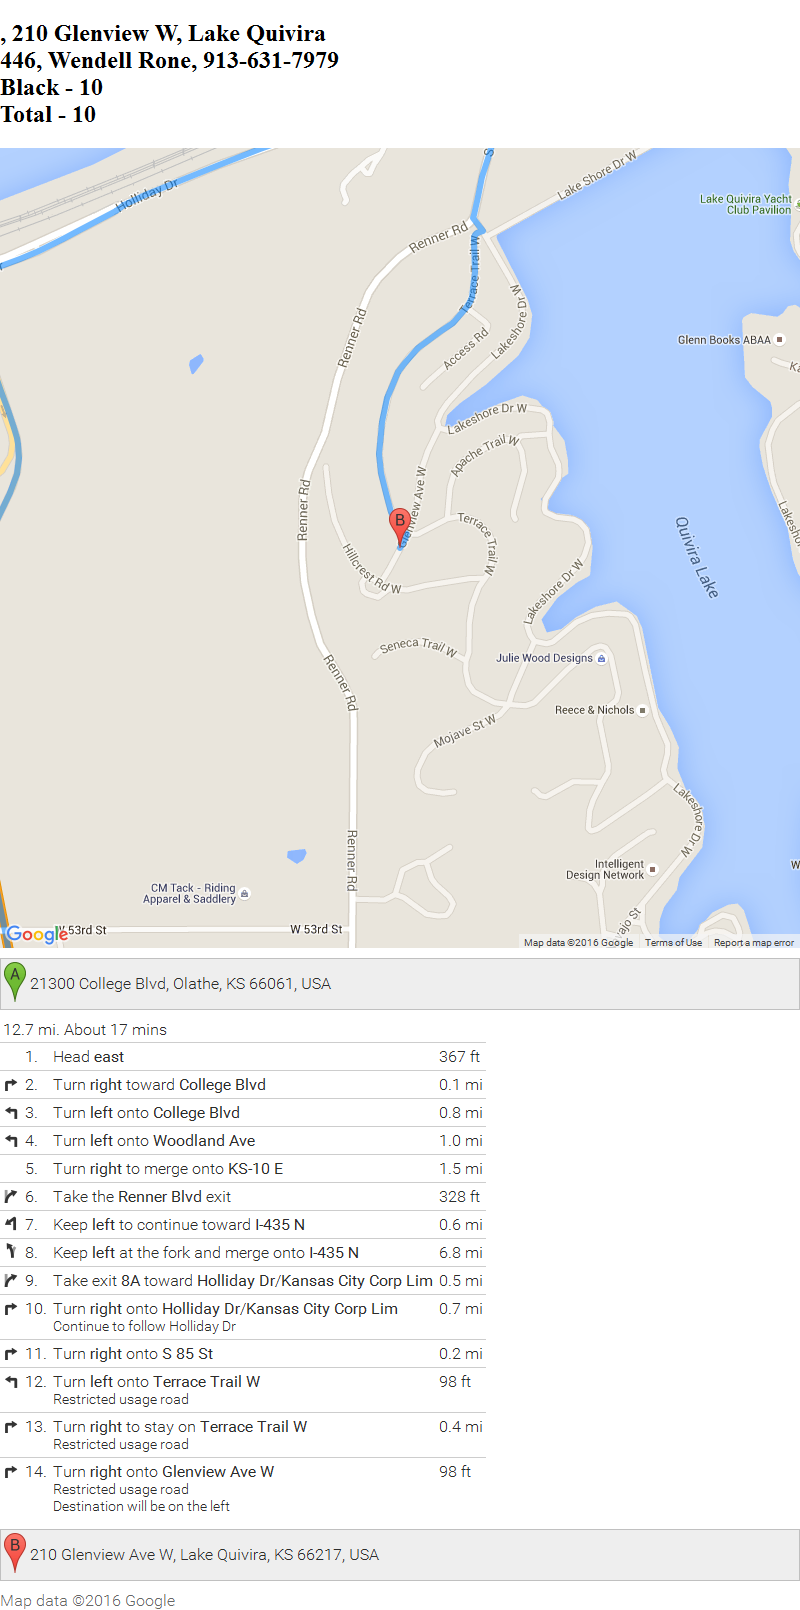 , 210 Glenview W, Lake Quivira
446, Wendell Rone, 913-631-7979
Black - 10
Total - 10
Holliday Dr
S
Lake Shore Dr W
Lake Quivira Yacht
Club Pavilion
Renner Rd
Terrace Trail W
Lakeshore Dr W
Renner Rd
Access Rd
Glenn Books ABAA
Ka
Lakeshore Dr W
Apache Trail W
Glenview Ave W
Renner Rd
B
Terrace Trail W
Lakesho
Quivira Lake
Hillcrest Rd W
Lakeshore Dr W
Seneca Trail W
Julie Wood Designs
Renner Rd
Reece & Nichols
Mojave St W
Lakeshore Dr W
Renner Rd
Intelligent
Design Network
W
CM Tack - Riding
Apparel & Saddlery
ajo St
Google
W 53rd St
W 53rd St
Map data ©2016 Google Terms of Use Report a map error
A 21300 College Blvd, Olathe, KS 66061, USA
12.7 mi. About 17 mins
1. Head east 367 ft
2. Turn right toward College Blvd 0.1 mi
3. Turn left onto College Blvd 0.8 mi
4. Turn left onto Woodland Ave 1.0 mi
5. Turn right to merge onto KS-10 E 1.5 mi
6. Take the Renner Blvd exit 328 ft
7. Keep left to continue toward I-435 N 0.6 mi
8. Keep left at the fork and merge onto I-435 N 6.8 mi
9. Take exit 8A toward Holliday Dr/Kansas City Corp Lim 0.5 mi
10. Turn right onto Holliday Dr/Kansas City Corp Lim 0.7 mi
Continue to follow Holliday Dr
11. Turn right onto S 85 St 0.2 mi
12. Turn left onto Terrace Trail W 98 ft
Restricted usage road
13. Turn right to stay on Terrace Trail W 0.4 mi
Restricted usage road
14. Turn right onto Glenview Ave W 98 ft
Restricted usage road
Destination will be on the left
B 210 Glenview Ave W, Lake Quivira, KS 66217, USA
Map data ©2016 Google